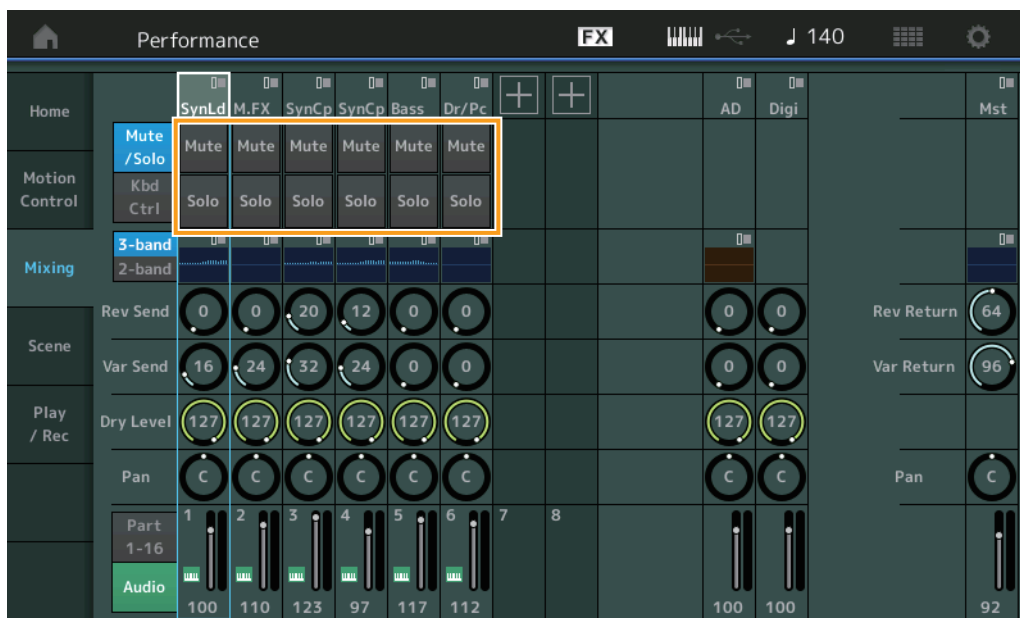 Performance FX 140
SynLd M.FX SynCp SynCp Bass Dr/Pc AD Digi Mst
Home
Mute
/Solo
Mute Mute Mute Mute Mute Mute
Kbd
Ctrl
Solo Solo Solo Solo Solo Solo
Motion
Control
3-band
2-band
Mixing
Rev Send 0 0 20 12 0 0 0 0 Rev Return 64
Scene
Var Send 16 24 32 24 0 0 0 0 Var Return 96
Play
/ Rec
Dry Level 127 127 127 127 127 127 127 127
Pan C C C C C C C C Pan C
Part
1-16
1 2 3 4 5 6 7 8
Audio
100 110 123 97 117 112 100 100 92